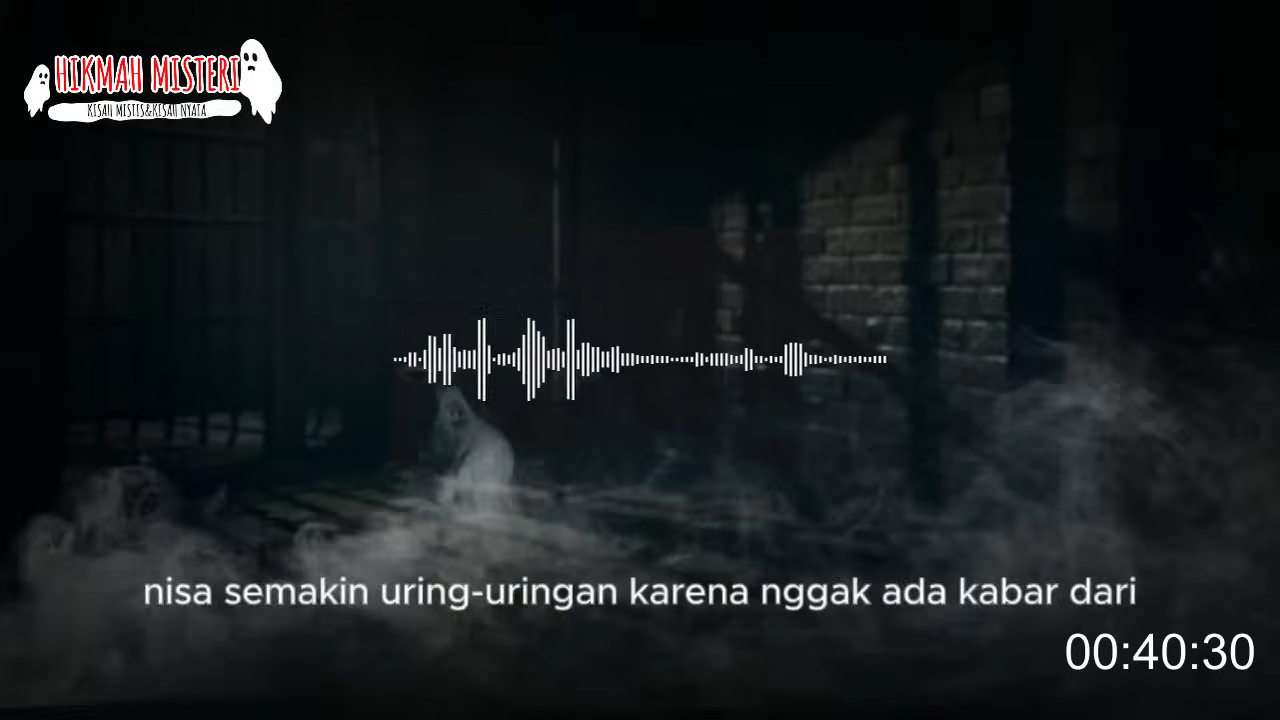 HIKMAH MISTERI
KISAH MISTIS&KISAH NYATA
nisa semakin uring-uringan karena nggak ada kabar dari
00:40:30